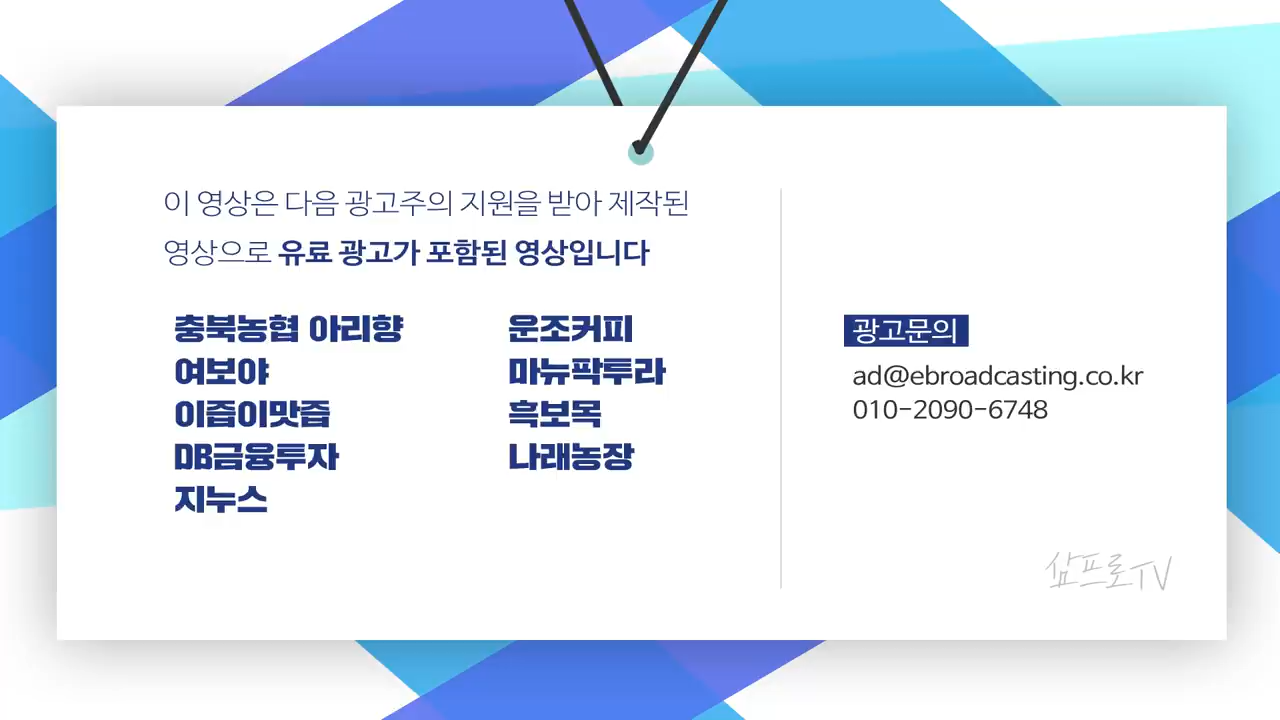 이 영상은 다음 광고주의 지원을 받아 제작된
영상으로 유료 광고가 포함된 영상입니다
충북농협 아리향
여보야
이즙이맛즙
DB금융투자
지누스
운조커피
마뉴팍투라
흑보목
나래농장
광고문의
ad@ebroadcasting.co.kr
010-2090-6748
삼프로TV